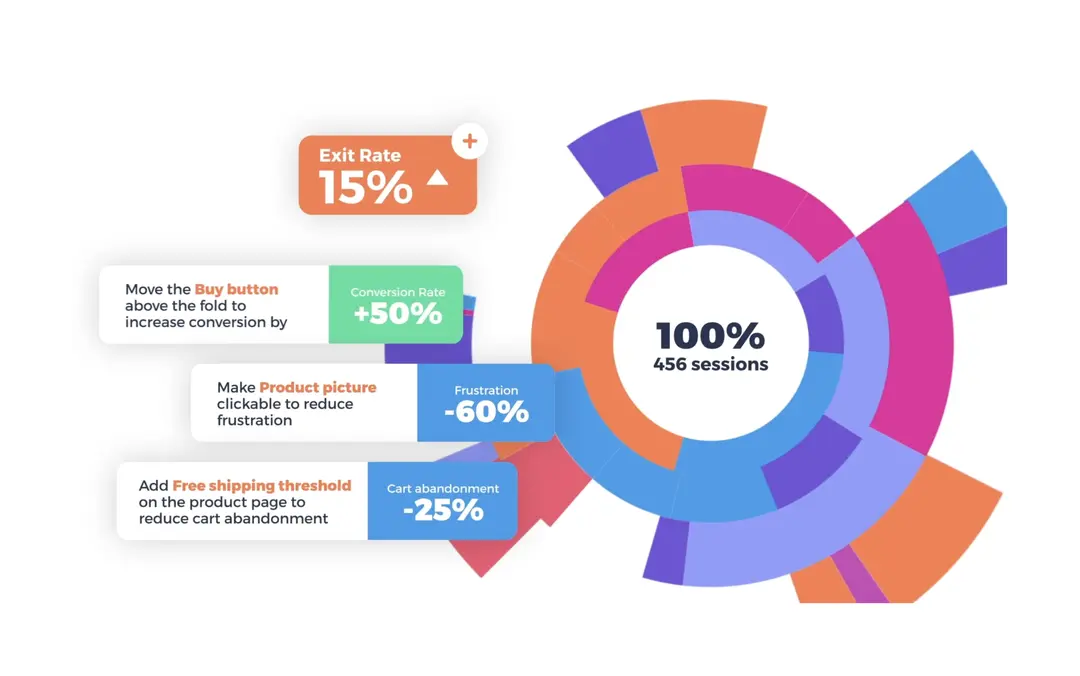 Exit Rate
15%
Move the Buy button
above the fold to
increase conversion by
Conversion Rate
+50%
Make Product picture
clickable to reduce
frustration
Frustration
-60%
Add Free shipping threshold
on the product page to
reduce cart abandonment
Cart abandonment
-25%
100%
456 sessions